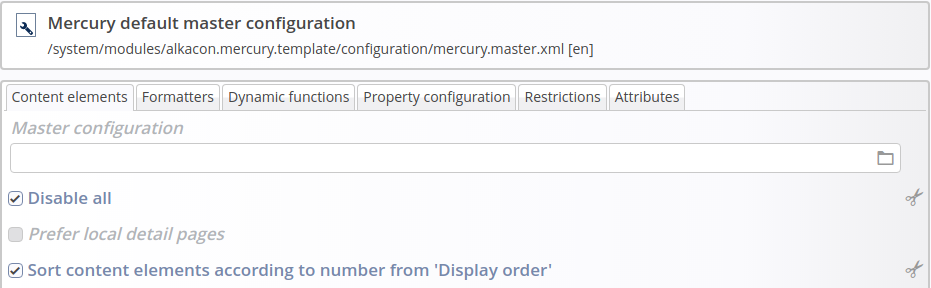 Mercury default master configuration
/system/modules/alkacon.mercury.template/configuration/mercury.master.xml [en]
Content elements Formatters Dynamic functions Property configuration Restrictions Attributes
Master configuration
Disable all
Prefer local detail pages
Sort content elements according to number from 'Display order'